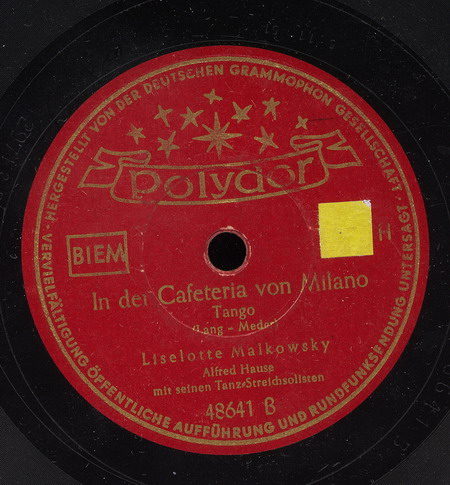 · HERGESTELLT VON DER DEUTSCHEN GRAMMOPHON GESELLSCHAFT ·
polydor
BIEM
H
In der Cafeteria von Milano
Tango
(Lang - Meder)
Liselotte Malkowsky
Alfred Hause
mit seinen Tanz-Streichsolisten
48641 B
VERVIELFÄLTIGUNG ÖFFENTLICHE AUFFÜHRUNG UND RUNDFUNKSENDUNG UNTERSAGT